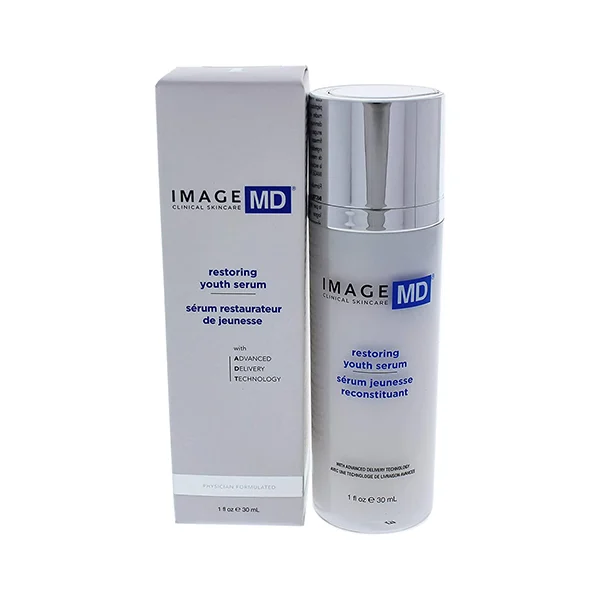 IMAGE MD®
CLINICAL SKINCARE
restoring
youth serum
sérum restaurateur
de jeunesse
with
ADVANCED
DELIVERY
TECHNOLOGY
PHYSICIAN FORMULATED
1 fl oz ℮ 30 mL
IMAGE MD®
CLINICAL SKINCARE
restoring
youth serum
sérum jeunesse
reconstituant
WITH ADVANCED DELIVERY TECHNOLOGY
AVEC UNE TECHNOLOGIE DE LIVRAISON AVANCÉE
1 fl oz ℮ 30 mL